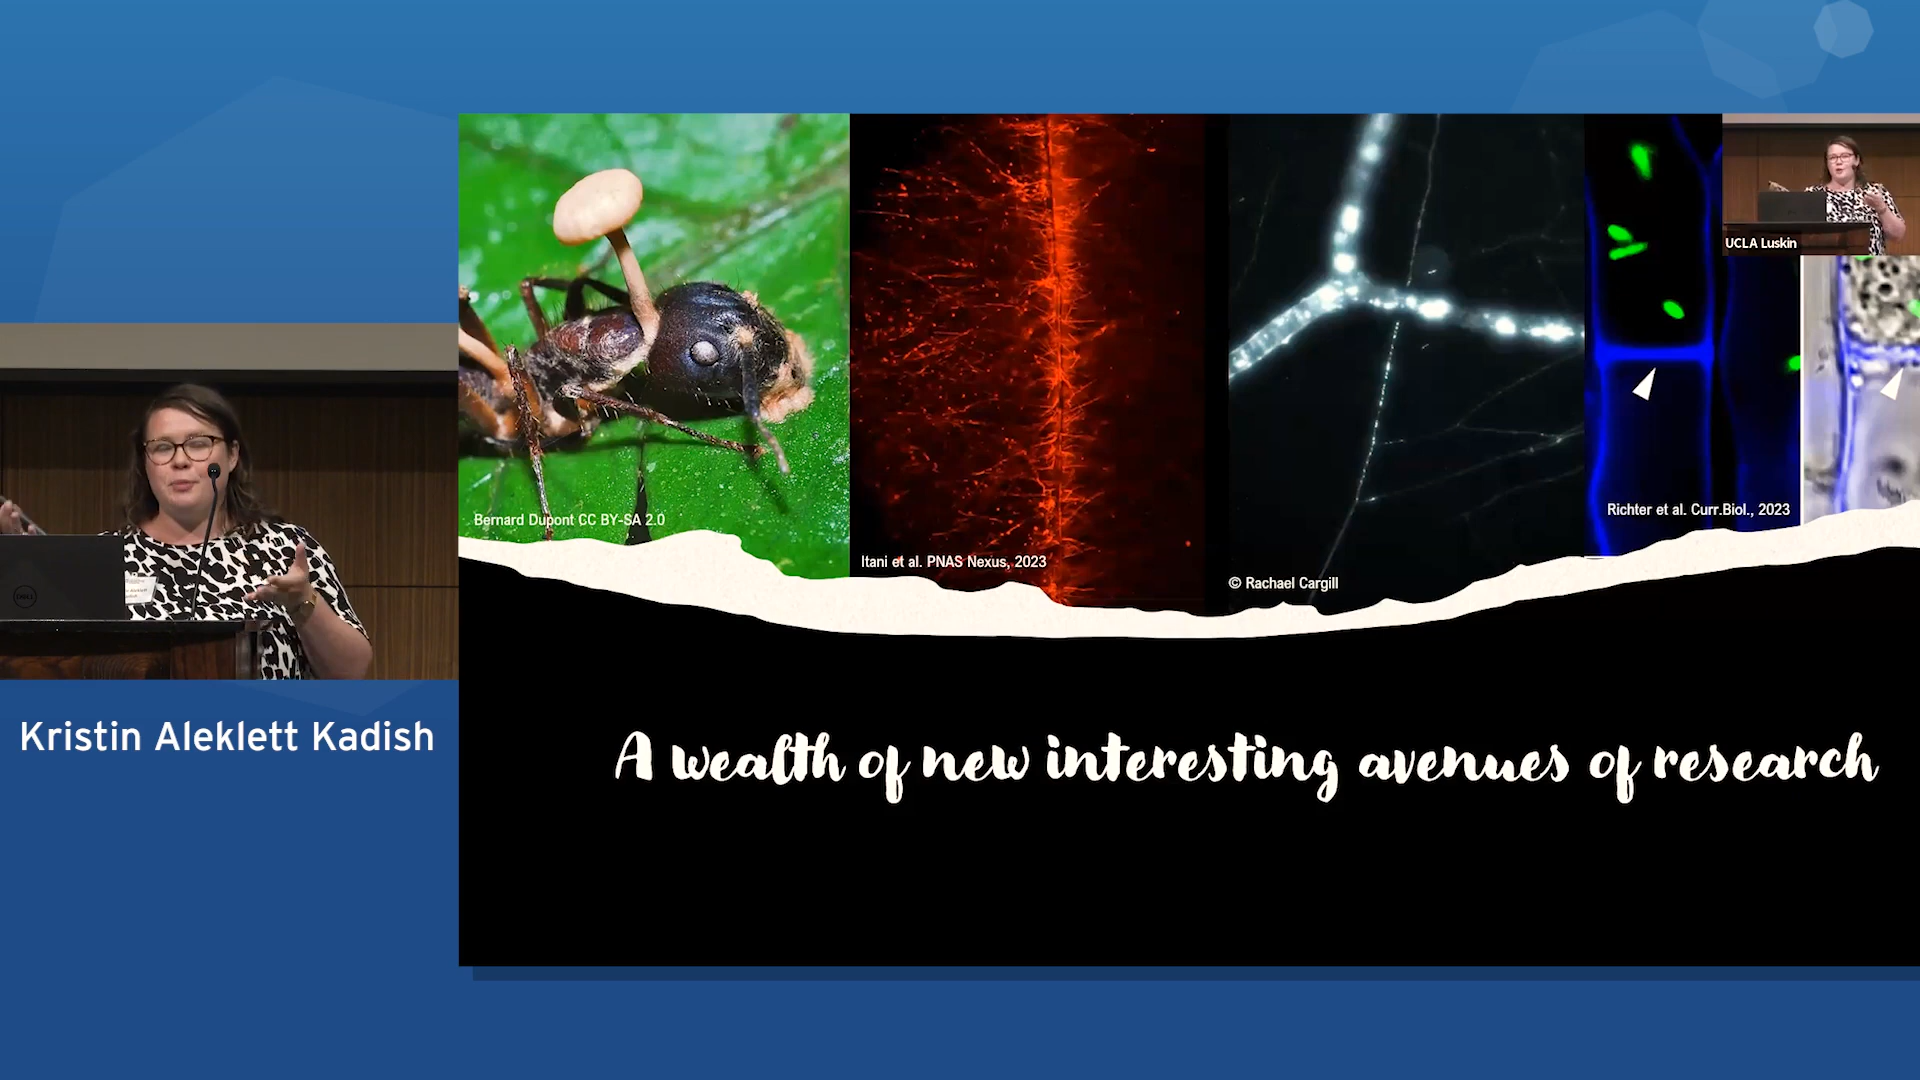 UCLA Luskin
Bernard Dupont CC BY-SA 2.0
Itani et al. PNAS Nexus, 2023
© Rachael Cargill
Richter et al. Curr.Biol., 2023
DELL
Kristin Aleklett Kadish
A wealth of new interesting avenues of research